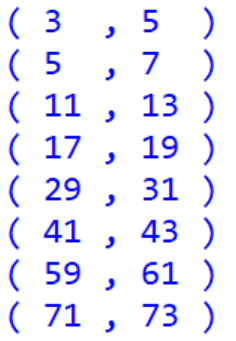 ( 3 , 5 )
( 5 , 7 )
( 11 , 13 )
( 17 , 19 )
( 29 , 31 )
( 41 , 43 )
( 59 , 61 )
( 71 , 73 )